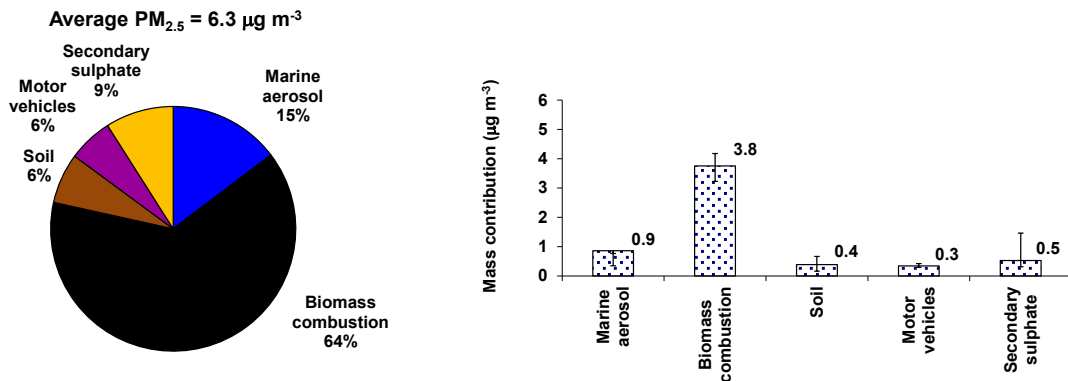 Average PM2.5 = 6.3 µg m-3
Secondary
sulphate
9%
Motor
vehicles
6%
Soil
6%
Marine
aerosol
15%
Biomass
combustion
64%
Mass contribution (µg m-3)
6
5
4
3
2
1
0
0.9
3.8
0.4
0.3
0.5
Marine
aerosol
Biomass
combustion
Soil
Motor
vehicles
Secondary
sulphate